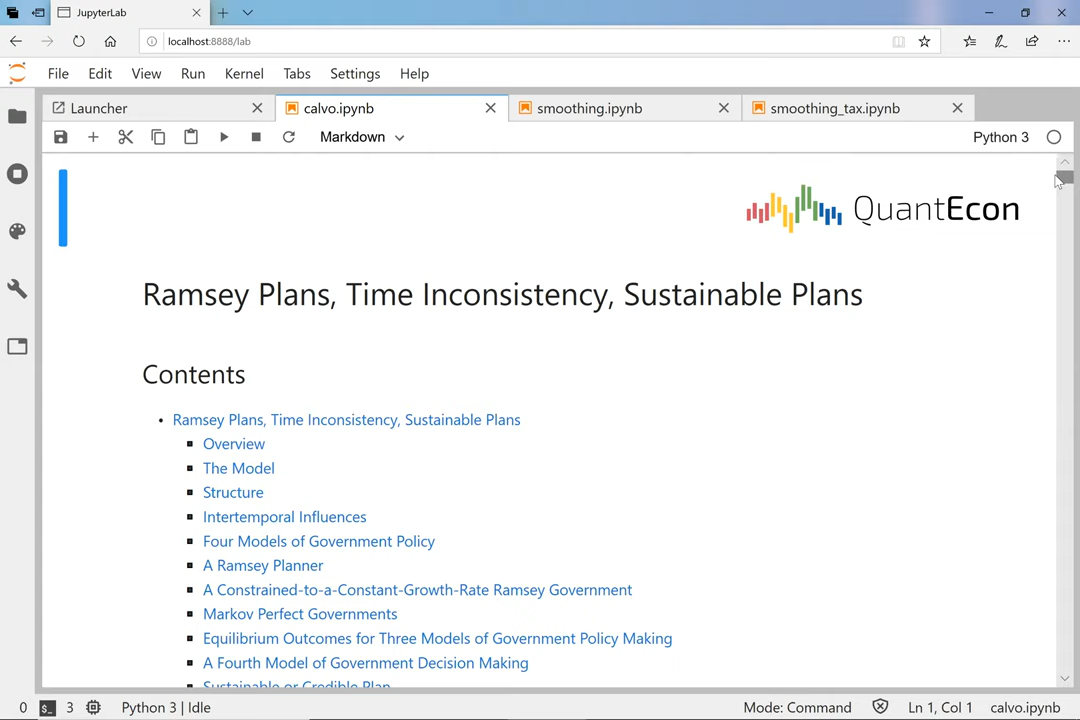 JupyterLab
localhost:8888/lab
File Edit View Run Kernel Tabs Settings Help
Launcher calvo.ipynb smoothing.ipynb smoothing_tax.ipynb
Markdown Python 3
QuantEcon
Ramsey Plans, Time Inconsistency, Sustainable Plans
Contents
• Ramsey Plans, Time Inconsistency, Sustainable Plans
▪ Overview
▪ The Model
▪ Structure
▪ Intertemporal Influences
▪ Four Models of Government Policy
▪ A Ramsey Planner
▪ A Constrained-to-a-Constant-Growth-Rate Ramsey Government
▪ Markov Perfect Governments
▪ Equilibrium Outcomes for Three Models of Government Policy Making
▪ A Fourth Model of Government Decision Making
▪ Sustainable or Credible Plan
0 $_ 3 Python 3 | Idle Mode: Command Ln 1, Col 1 calvo.ipynb